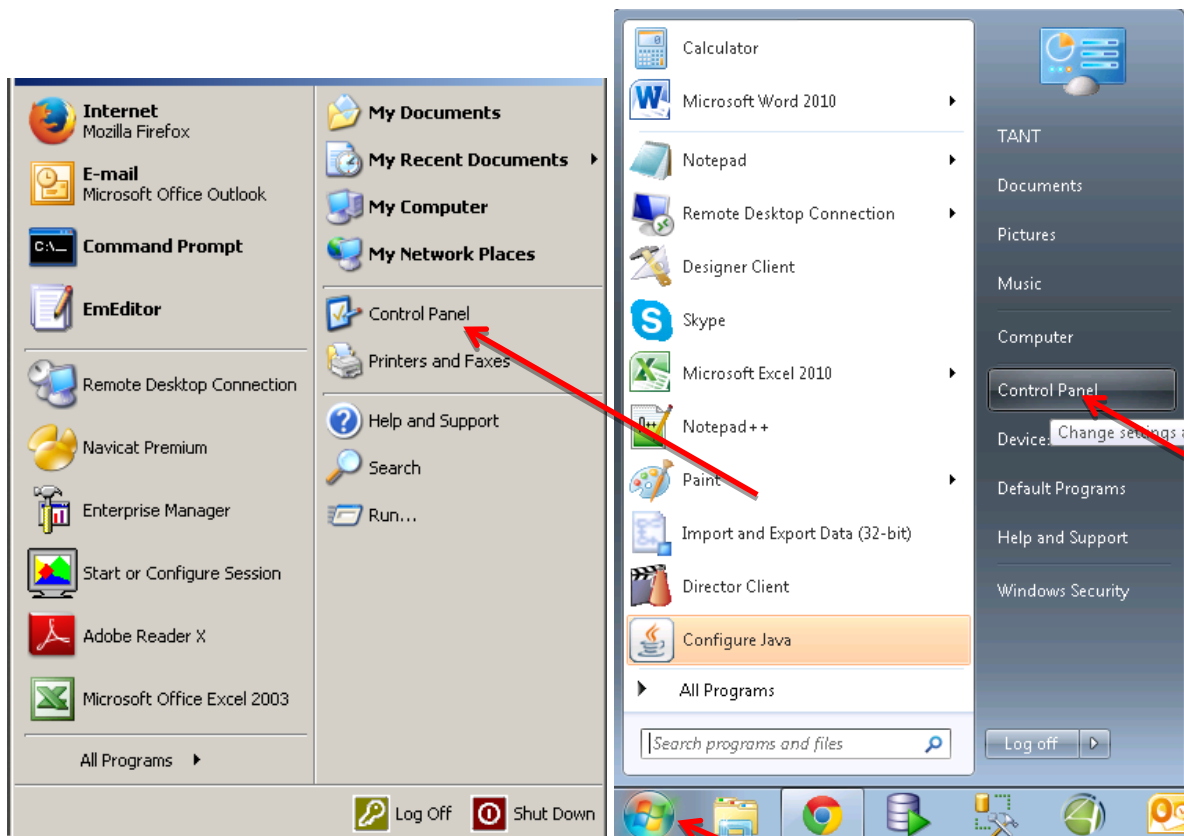 Internet
Mozilla Firefox
E-mail
Microsoft Office Outlook
C:\_
Command Prompt
EmEditor
Remote Desktop Connection
Navicat Premium
Enterprise Manager
Start or Configure Session
Adobe Reader X
Microsoft Office Excel 2003
All Programs
My Documents
My Recent Documents
My Computer
My Network Places
Control Panel
Printers and Faxes
Help and Support
Search
Run...
Log Off
Shut Down
Calculator
Microsoft Word 2010
Notepad
Remote Desktop Connection
Designer Client
Skype
Microsoft Excel 2010
Notepad++
Paint
Import and Export Data (32-bit)
Director Client
Configure Java
All Programs
Search programs and files
TANT
Documents
Pictures
Music
Computer
Control Panel
Change settings a
Default Programs
Help and Support
Windows Security
Log off